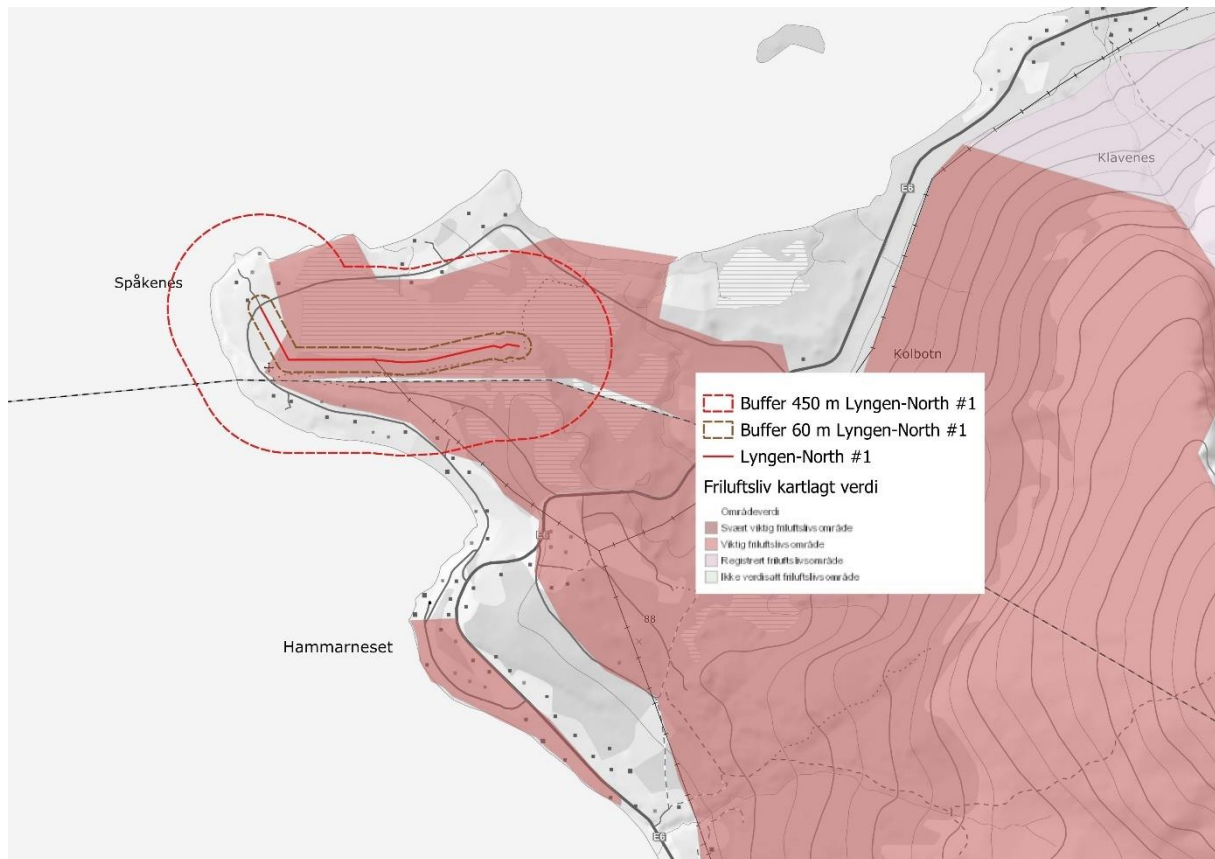 Klavenes
E6
Spåkenes
Kolbotn
Buffer 450 m Lyngen-North #1
Buffer 60 m Lyngen-North #1
Lyngen-North #1
Friluftsliv kartlagt verdi
Områdeverdi
Svært viktig friluftslivsområde
Viktig friluftslivsområde
Registrert friluftslivsområde
Ikke verdisatt friluftslivsområde
E6
88
Hammarneset
E6